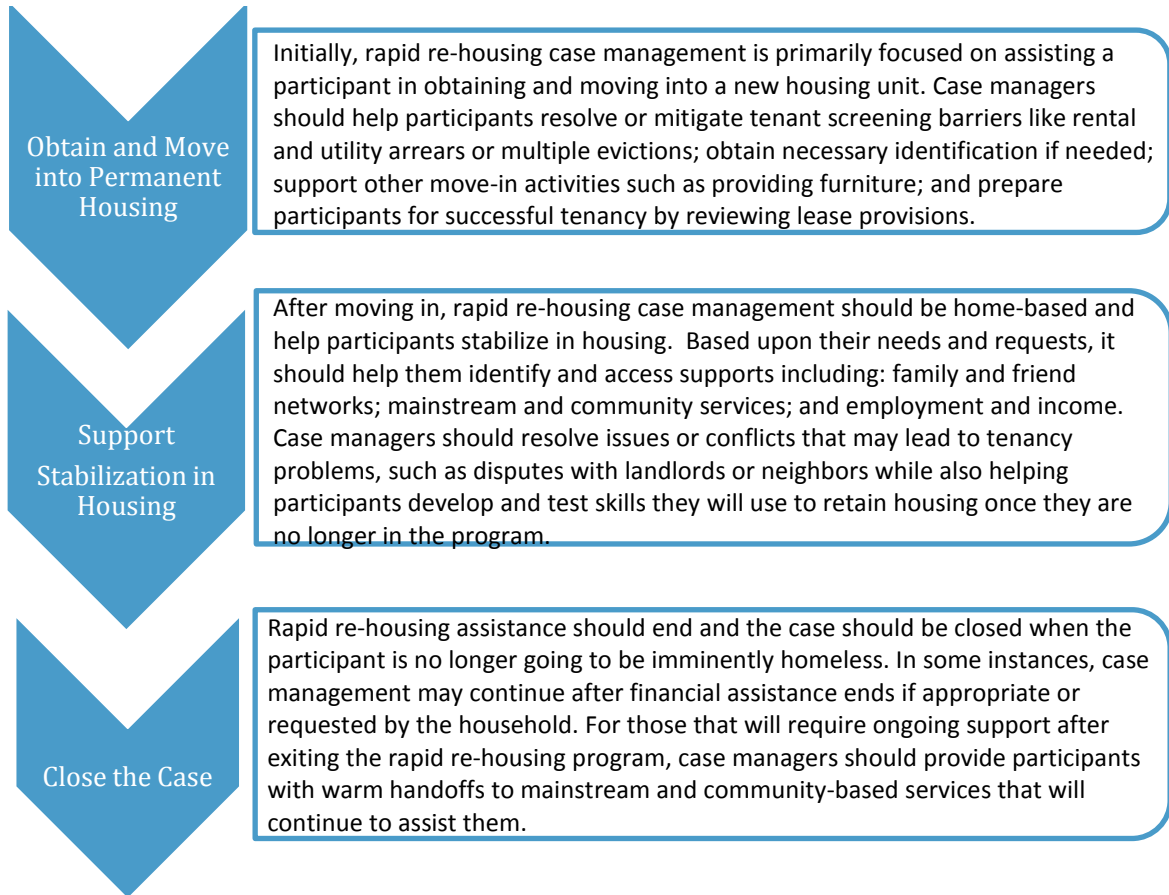 Obtain and Move
into Permanent
Housing
Initially, rapid re-housing case management is primarily focused on assisting a
participant in obtaining and moving into a new housing unit. Case managers
should help participants resolve or mitigate tenant screening barriers like rental
and utility arrears or multiple evictions; obtain necessary identification if needed;
support other move-in activities such as providing furniture; and prepare
participants for successful tenancy by reviewing lease provisions.
Support
Stabilization in
Housing
After moving in, rapid re-housing case management should be home-based and
help participants stabilize in housing.  Based upon their needs and requests, it
should help them identify and access supports including: family and friend
networks; mainstream and community services; and employment and income.
Case managers should resolve issues or conflicts that may lead to tenancy
problems, such as disputes with landlords or neighbors while also helping
participants develop and test skills they will use to retain housing once they are
no longer in the program.
Close the Case
Rapid re-housing assistance should end and the case should be closed when the
participant is no longer going to be imminently homeless. In some instances, case
management may continue after financial assistance ends if appropriate or
requested by the household. For those that will require ongoing support after
exiting the rapid re-housing program, case managers should provide participants
with warm handoffs to mainstream and community-based services that will
continue to assist them.